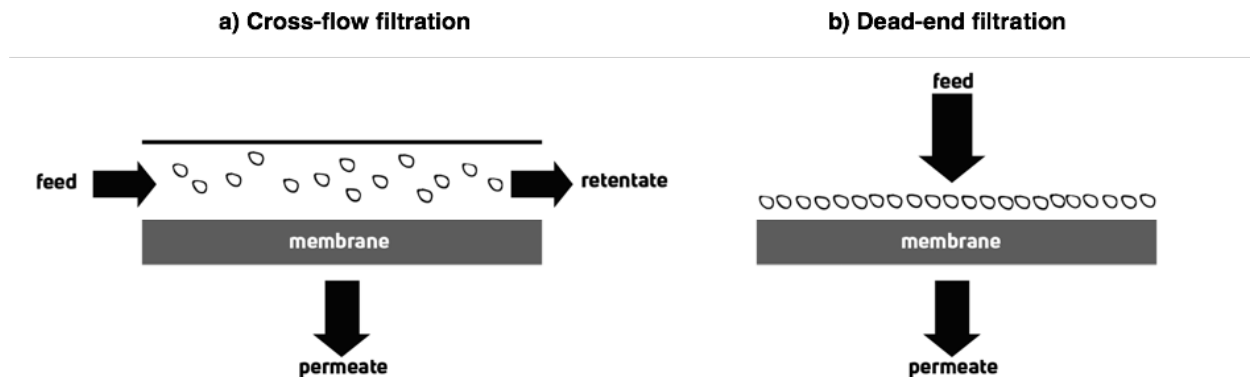 a) Cross-flow filtration
feed
retentate
membrane
permeate
b) Dead-end filtration
feed
membrane
permeate